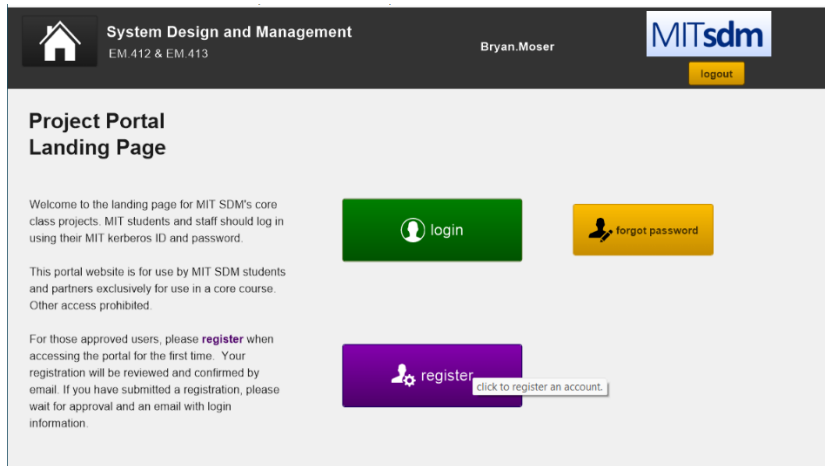 System Design and Management
EM.412 & EM.413
Bryan.Moser
MITsdm
logout
Project Portal
Landing Page
Welcome to the landing page for MIT SDM's core
class projects. MIT students and staff should log in
using their MIT kerberos ID and password.
login
forgot password
This portal website is for use by MIT SDM students
and partners exclusively for use in a core course.
Other access prohibited.
For those approved users, please register when
accessing the portal for the first time. Your
registration will be reviewed and confirmed by
email. If you have submitted a registration, please
wait for approval and an email with login
information.
register
click to register an account.